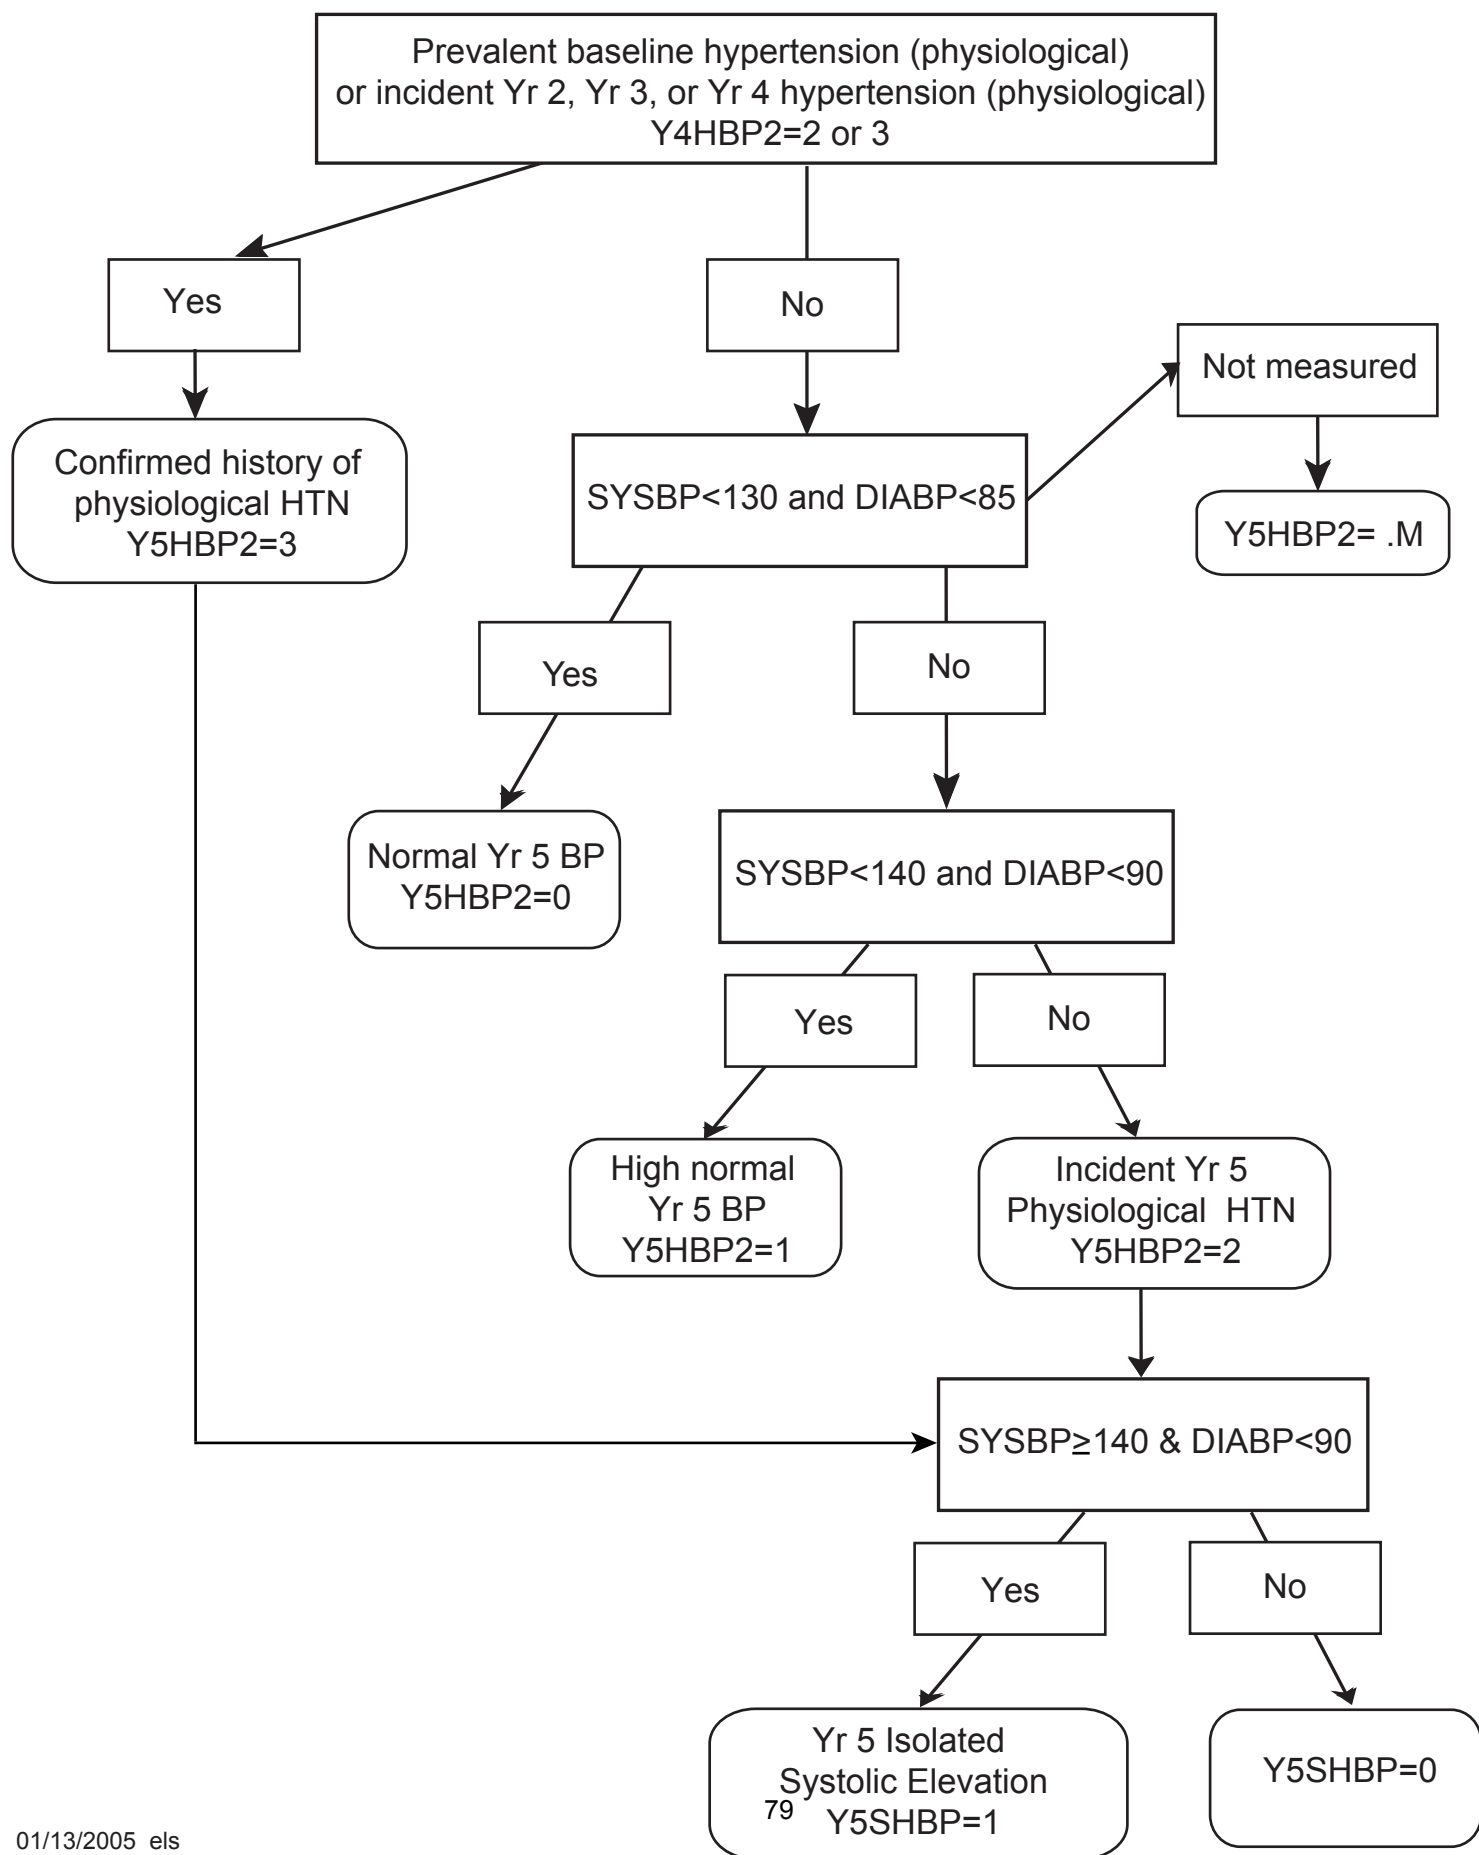 Prevalent baseline hypertension (physiological)
or incident Yr 2, Yr 3, or Yr 4 hypertension (physiological)
Y4HBP2=2 or 3
Yes
No
Not measured
Confirmed history of
physiological HTN
Y5HBP2=3
SYSBP<130 and DIABP<85
Y5HBP2= .M
Yes
No
Normal Yr 5 BP
Y5HBP2=0
SYSBP<140 and DIABP<90
Yes
No
High normal
Yr 5 BP
Y5HBP2=1
Incident Yr 5
Physiological  HTN
Y5HBP2=2
SYSBP≥140 & DIABP<90
Yes
No
Yr 5 Isolated
Systolic Elevation
Y5SHBP=1
Y5SHBP=0
79
01/13/2005  els